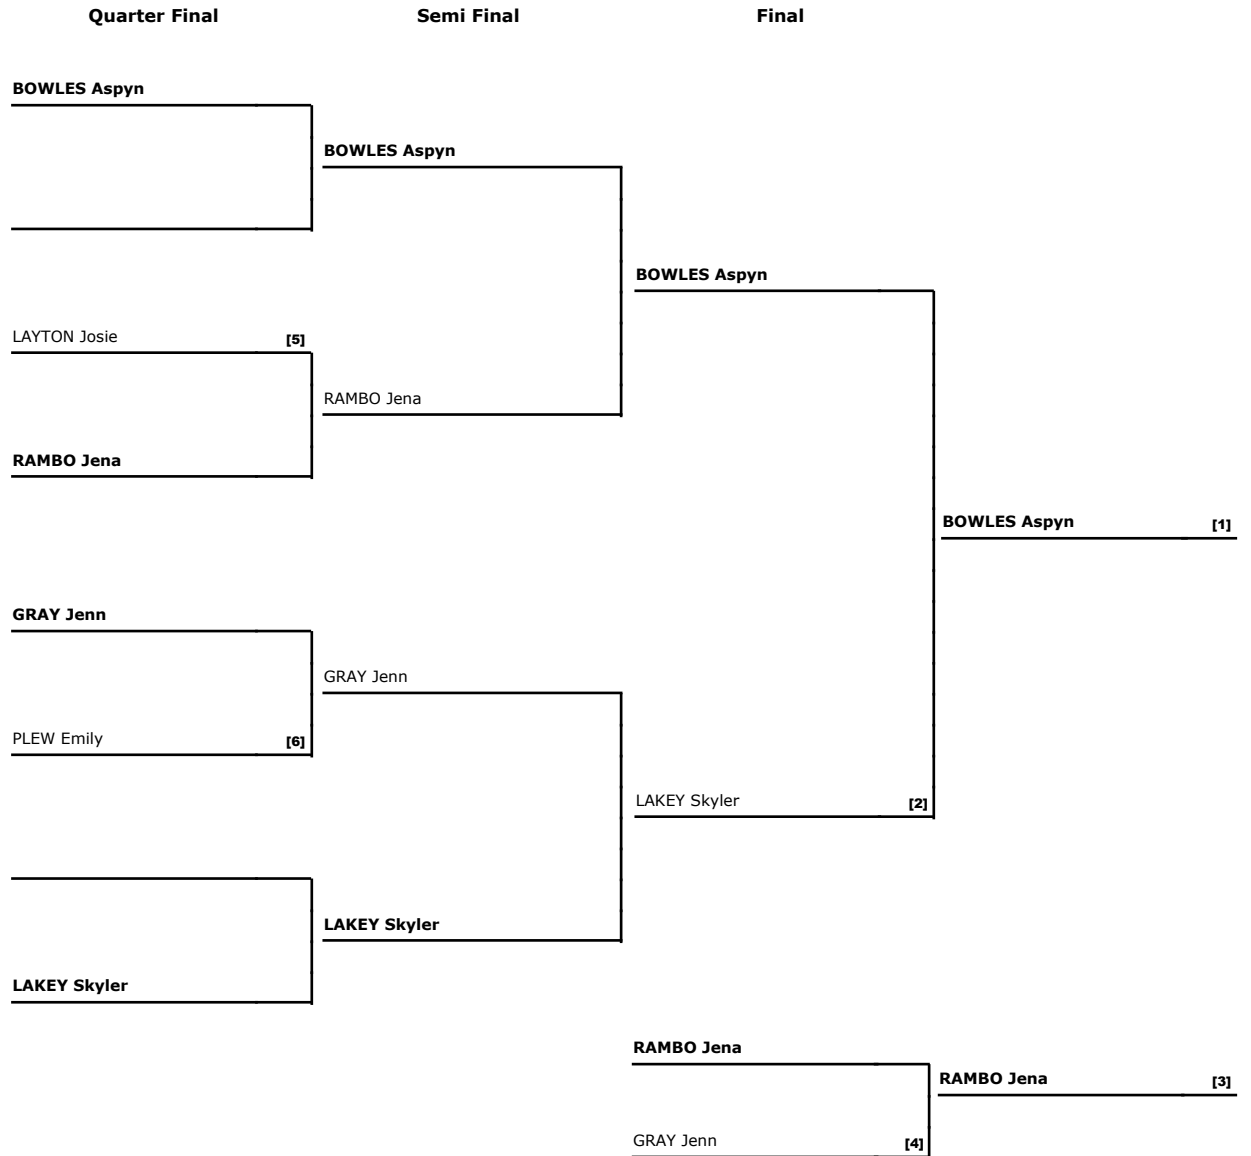 Quarter Final Semi Final Final
BOWLES Aspyn
BOWLES Aspyn
BOWLES Aspyn
LAYTON Josie [5]
RAMBO Jena
RAMBO Jena
BOWLES Aspyn [1]
GRAY Jenn
GRAY Jenn
PLEW Emily [6]
LAKEY Skyler [2]
LAKEY Skyler
LAKEY Skyler
RAMBO Jena
RAMBO Jena [3]
GRAY Jenn [4]